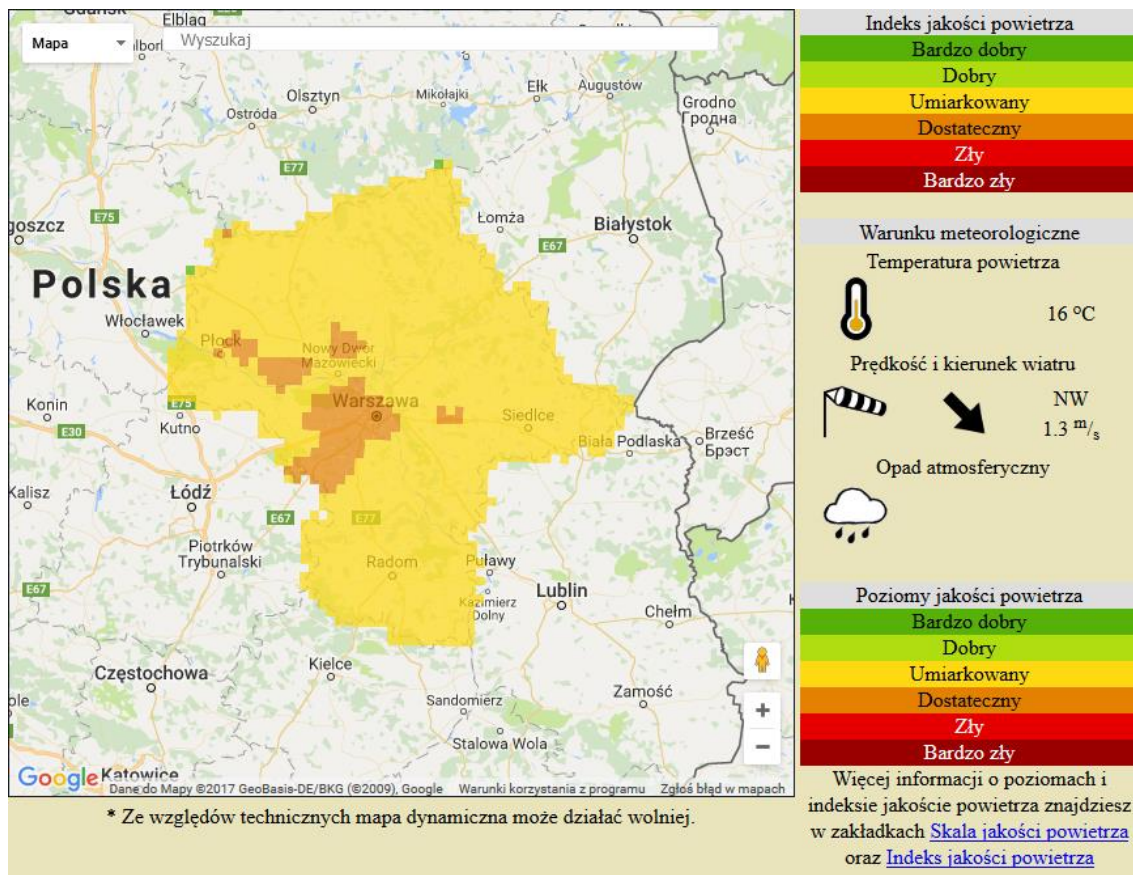 Elbląg
Mapa
Wyszukaj
Olsztyn
Mikołajki
Ełk
Augustów
Ostróda
Grodno
Гродна
E77
Łomża
Białystok
E75
goszcz
E67
Polska
Włocławek
Płock
Nowy Dwór
Mazowiecki
Warszawa
Siedlce
Konin
E75
Kutno
E30
Biała Podlaska
Brześć
Брэст
Kalisz
Łódź
E67
E77
Piotrków
Trybunalski
Radom
Puławy
E67
Kazimierz
Dolny
Lublin
Chełm
Kielce
Częstochowa
Sandomierz
Zamość
Stalowa Wola
Google
Katowice
Dane do Mapy ©2017 GeoBasis-DE/BKG (©2009), Google Warunki korzystania z programu Zgłoś błąd w mapach
* Ze względów technicznych mapa dynamiczna może działać wolniej.
Indeks jakości powietrza
Bardzo dobry
Dobry
Umiarkowany
Dostateczny
Zły
Bardzo zły
Warunku meteorologiczne
Temperatura powietrza
16 °C
Prędkość i kierunek wiatru
NW
1.3 m/s
Opad atmosferyczny
Poziomy jakości powietrza
Bardzo dobry
Dobry
Umiarkowany
Dostateczny
Zły
Bardzo zły
Więcej informacji o poziomach i
indeksie jakoście powietrza znajdziesz
w zakładkach Skala jakości powietrza
oraz Indeks jakości powietrza